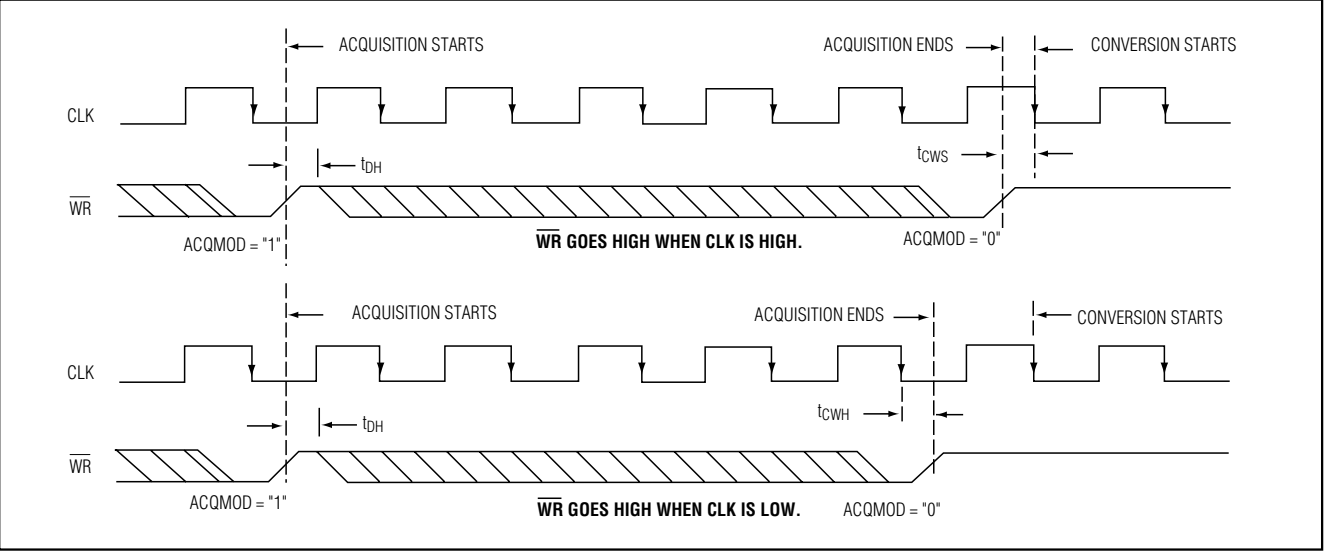 ACQUISITION STARTS
ACQUISITION ENDS
CONVERSION STARTS
CLK
tDH
tCWS
WR
ACQMOD = "1"
WR GOES HIGH WHEN CLK IS HIGH.
ACQMOD = "0"
ACQUISITION STARTS
ACQUISITION ENDS
CONVERSION STARTS
CLK
tDH
tCWH
WR
ACQMOD = "1"
WR GOES HIGH WHEN CLK IS LOW.
ACQMOD = "0"